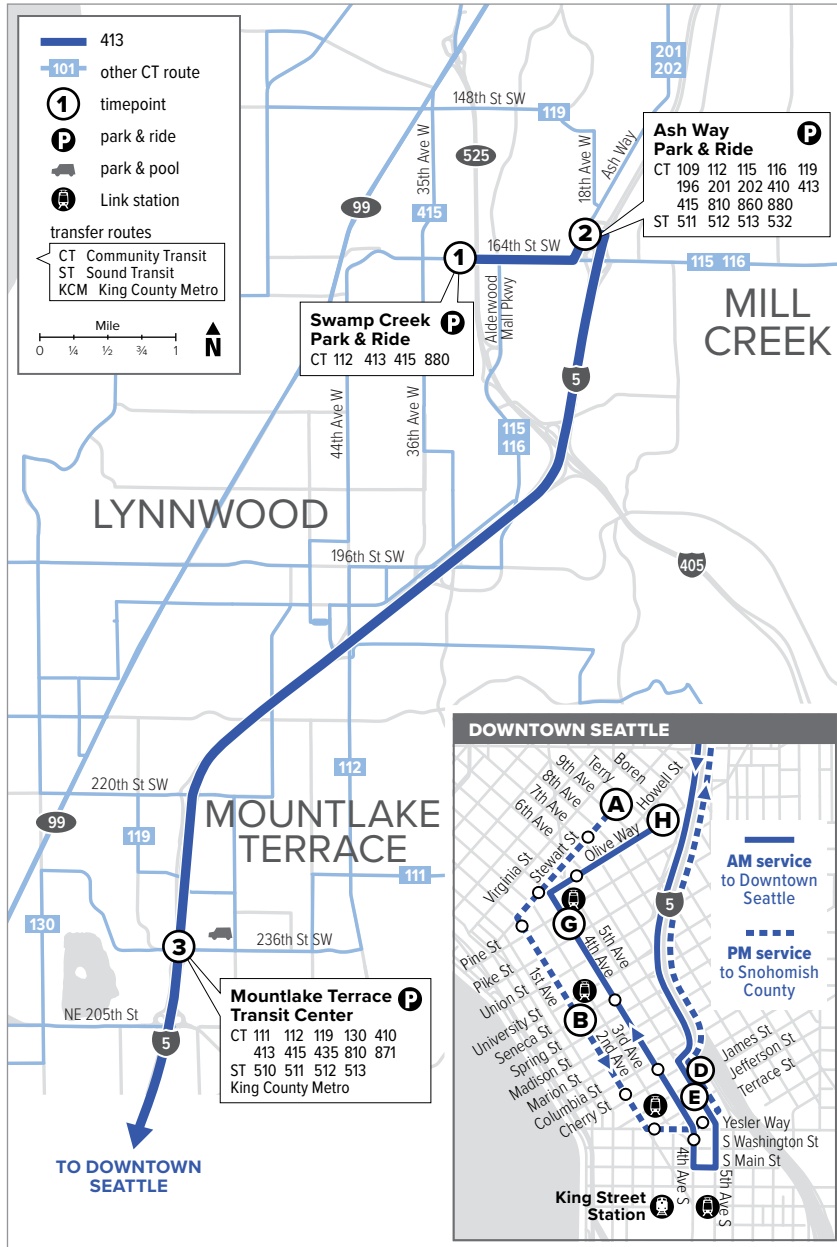 413
101 other CT route
1 timepoint
P park & ride
park & pool
Link station
transfer routes
CT Community Transit
ST Sound Transit
KCM King County Metro
Mile
0 ¼ ½ ¾ 1
N
201
202
148th St SW
119
35th Ave W
525
18th Ave W
Ash Way
Ash Way
Park & Ride
P
CT 109 112 115 116 119
196 201 202 410 413
415 810 860 880
ST 511 512 513 532
99
415
2
164th St SW
1
115 116
Swamp Creek
Park & Ride
P
CT 112 413 415 880
Alderwood
Mall Pkwy
MILL
CREEK
5
44th Ave W
36th Ave W
115
116
LYNNWOOD
196th St SW
405
112
220th St SW
99
119
MOUNTLAKE
TERRACE
111
130
3
236th St SW
Mountlake Terrace
Transit Center
P
CT 111 112 119 130 410
413 415 435 810 871
ST 510 511 512 513
King County Metro
NE 205th St
5
TO DOWNTOWN
SEATTLE
DOWNTOWN SEATTLE
Boren
Terry
9th Ave
8th Ave
7th Ave
6th Ave
A
Howell St
H
Olive Way
Stewart St
Virginia St
AM service
to Downtown
Seattle
5
PM service
to Snohomish
County
G
5th Ave
4th Ave
Pine St
Pike St
Union St
University St
Seneca St
Spring St
Madison St
Marion St
Columbia St
Cherry St
1st Ave
B
2nd Ave
3rd Ave
D
E
James St
Jefferson St
Terrace St
Yesler Way
S Washington St
S Main St
4th Ave S
5th Ave S
King Street
Station